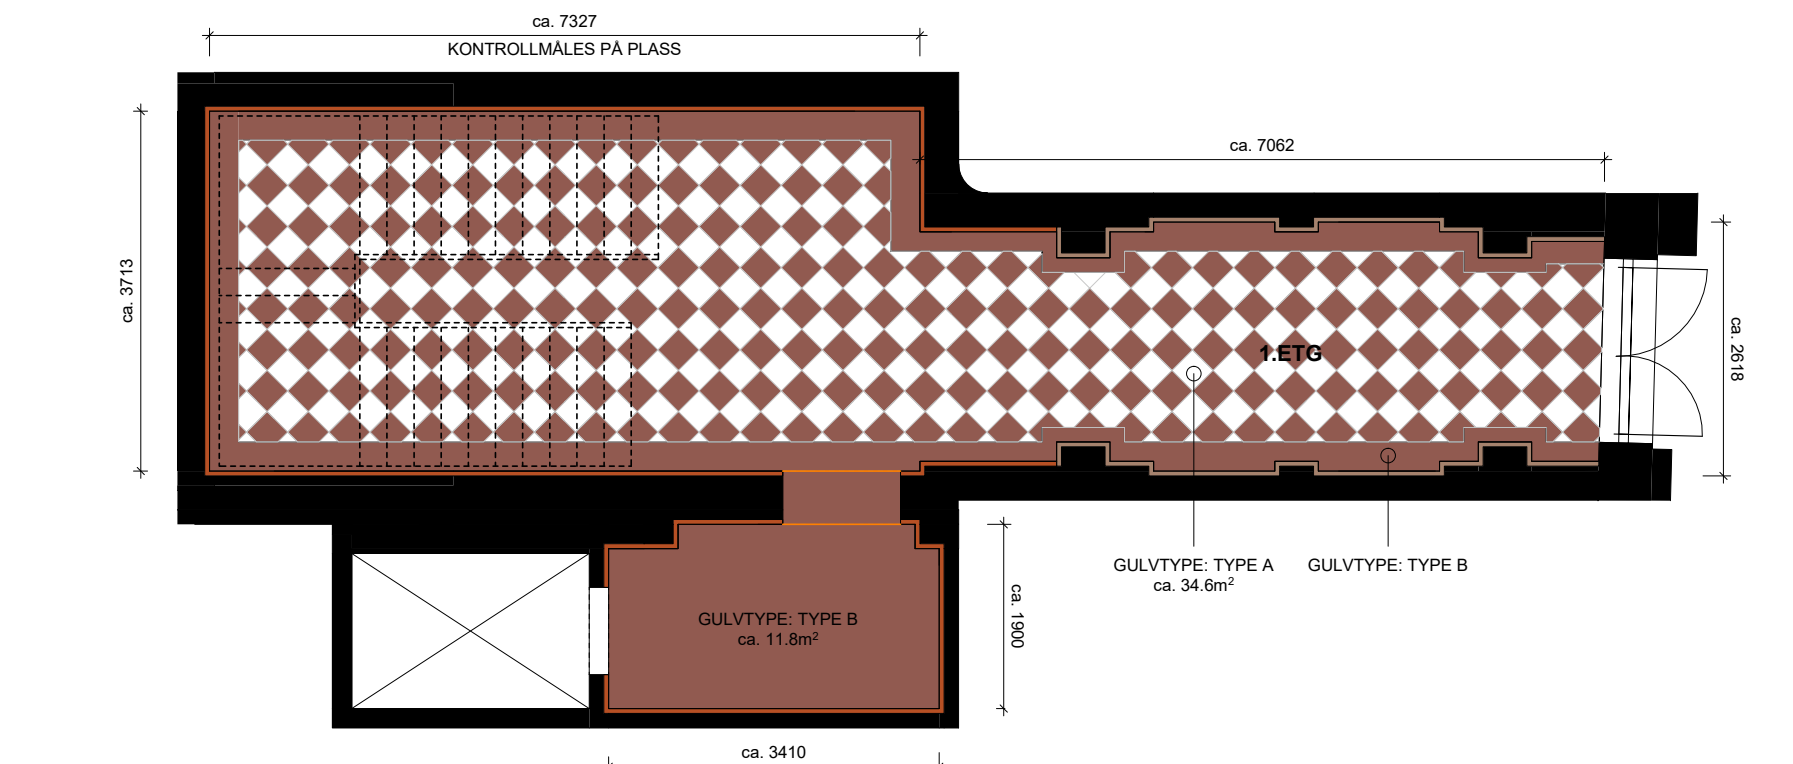 ca. 7327
KONTROLLMÅLES PÅ PLASS
ca. 7062
ca. 3713
1.ETG
ca. 2618
GULVTYPE: TYPE A
ca. 34.6m²
GULVTYPE: TYPE B
GULVTYPE: TYPE B
ca. 11.8m²
ca. 1900
ca. 3410